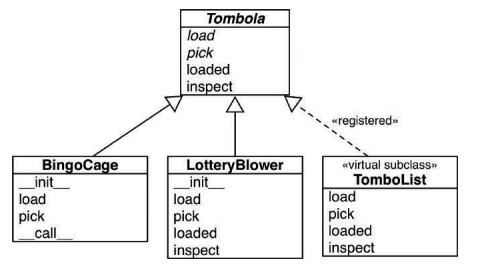 Tombola
load
pick
loaded
inspect
«registered»
BingoCage
__init__
load
pick
__call__
LotteryBlower
__init__
load
pick
loaded
inspect
«virtual subclass»
TomboList
load
pick
loaded
inspect